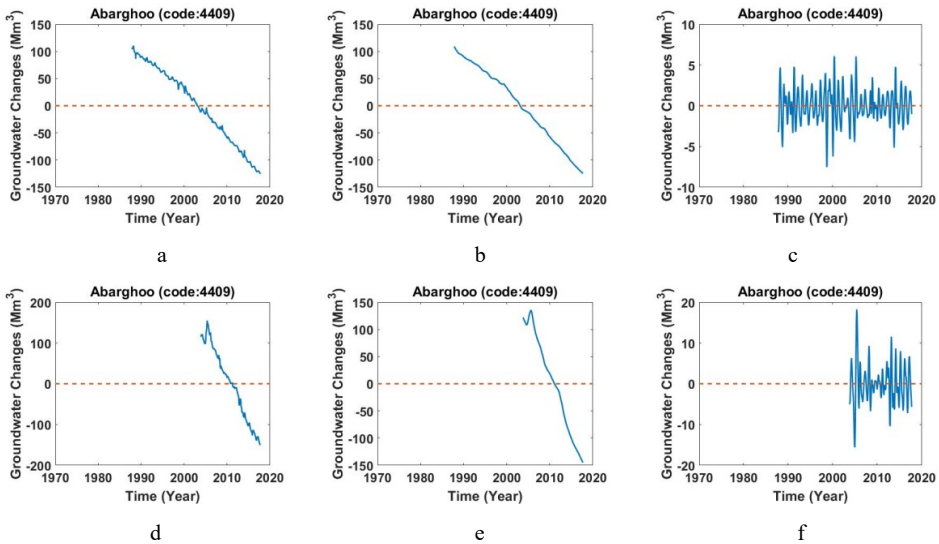 Abarghoo (code:4409)
Abarghoo (code:4409)
Abarghoo (code:4409)
Groundwater Changes (Mm³)
150
100
50
0
-50
-100
-150
1970 1980 1990 2000 2010 2020
Time (Year)
Groundwater Changes (Mm³)
150
100
50
0
-50
-100
-150
1970 1980 1990 2000 2010 2020
Time (Year)
Groundwater Changes (Mm³)
10
5
0
-5
-10
1970 1980 1990 2000 2010 2020
Time (Year)
a
b
c
Abarghoo (code:4409)
Abarghoo (code:4409)
Abarghoo (code:4409)
Groundwater Changes (Mm³)
200
100
0
-100
-200
1970 1980 1990 2000 2010 2020
Time (Year)
Groundwater Changes (Mm³)
150
100
50
0
-50
-100
-150
1970 1980 1990 2000 2010 2020
Time (Year)
Groundwater Changes (Mm³)
20
10
0
-10
-20
1970 1980 1990 2000 2010 2020
Time (Year)
d
e
f